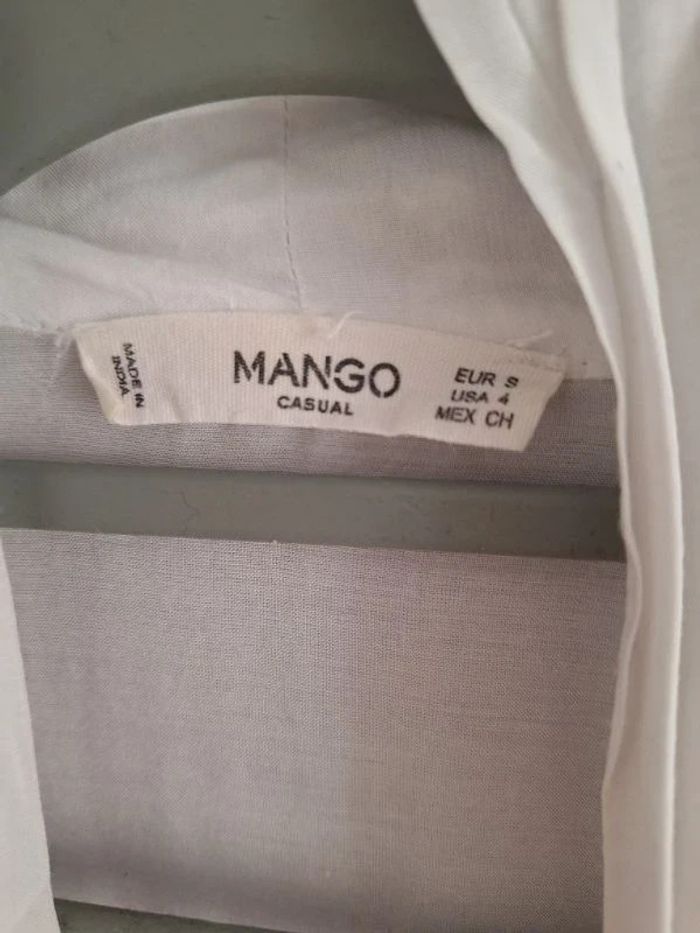 MADE IN
INDIA
MANGO
CASUAL
EUR S
USA 4
MEX CH